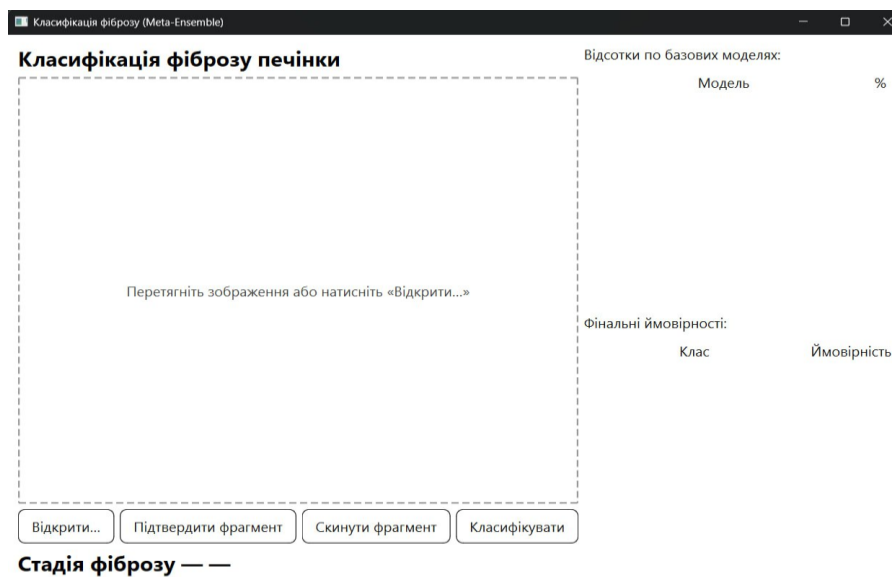 Класифікація фіброзу (Meta-Ensemble)
Класифікація фіброзу печінки
Перетягніть зображення або натисніть «Відкрити...»
Відкрити...
Підтвердити фрагмент
Скинути фрагмент
Класифікувати
Стадія фіброзу — —
Відсотки по базових моделях:
Модель %
Фінальні ймовірності:
Клас Ймовірність